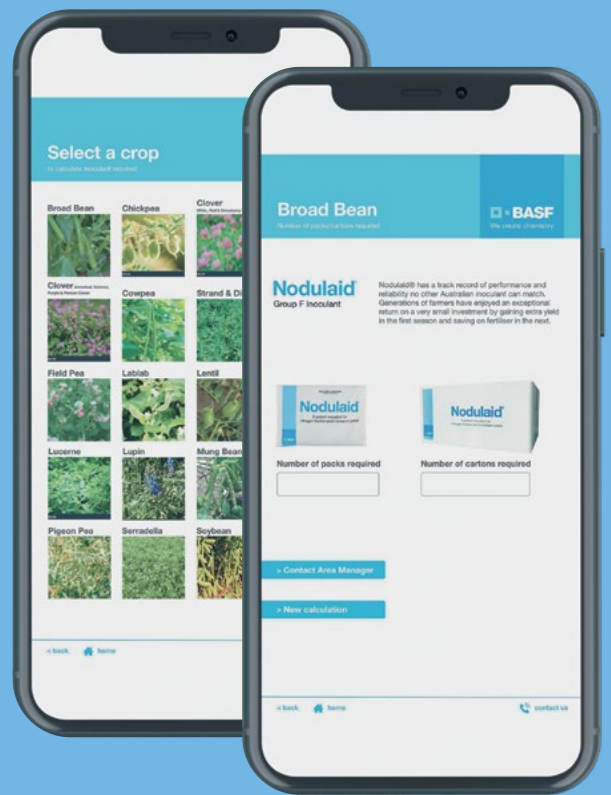 Select a crop
to calculate inoculant required
Broad Bean
Chickpea
Clover
Clover
Cowpea
Strand & Di
Field Pea
Lablab
Lentil
Lucerne
Lupin
Mung Bean
Pigeon Pea
Serradella
Soybean
< back
home
Broad Bean
Number of packs/cartons required
BASF
We create chemistry
Nodulaid®
Group F Inoculant
Nodulaid® has a track record of performance and
reliability no other Australian inoculant can match.
Generations of farmers have enjoyed an exceptional
return on a very small investment by gaining extra yield
in the first season and saving on fertiliser in the next.
Nodulaid®
Nodulaid®
Number of packs required
Number of cartons required
> Contact Area Manager
> New calculation
< back
home
contact us